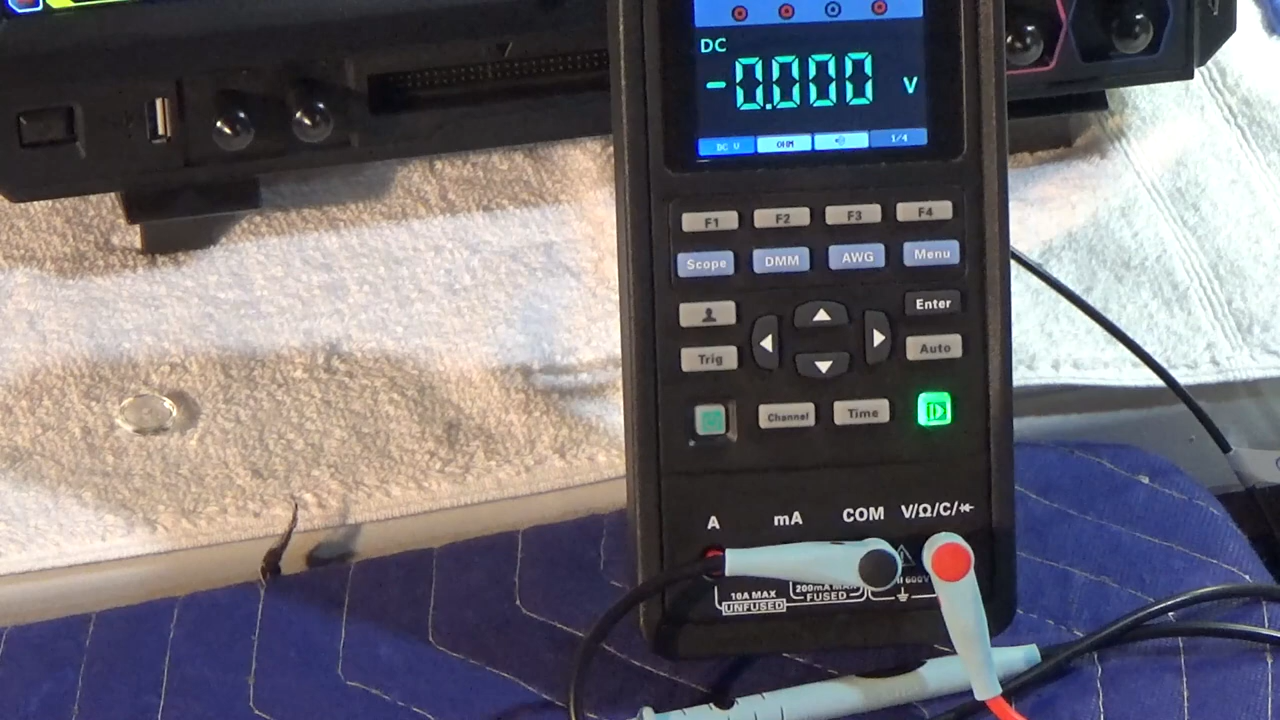 DC
-0.000 V
DC V OHM 1/4
F1 F2 F3 F4
Scope DMM AWG Menu
Enter
Trig Auto
Channel Time
A mA COM V/Ω/C/
10A MAX
UNFUSED
200mA MAX
FUSED
600V